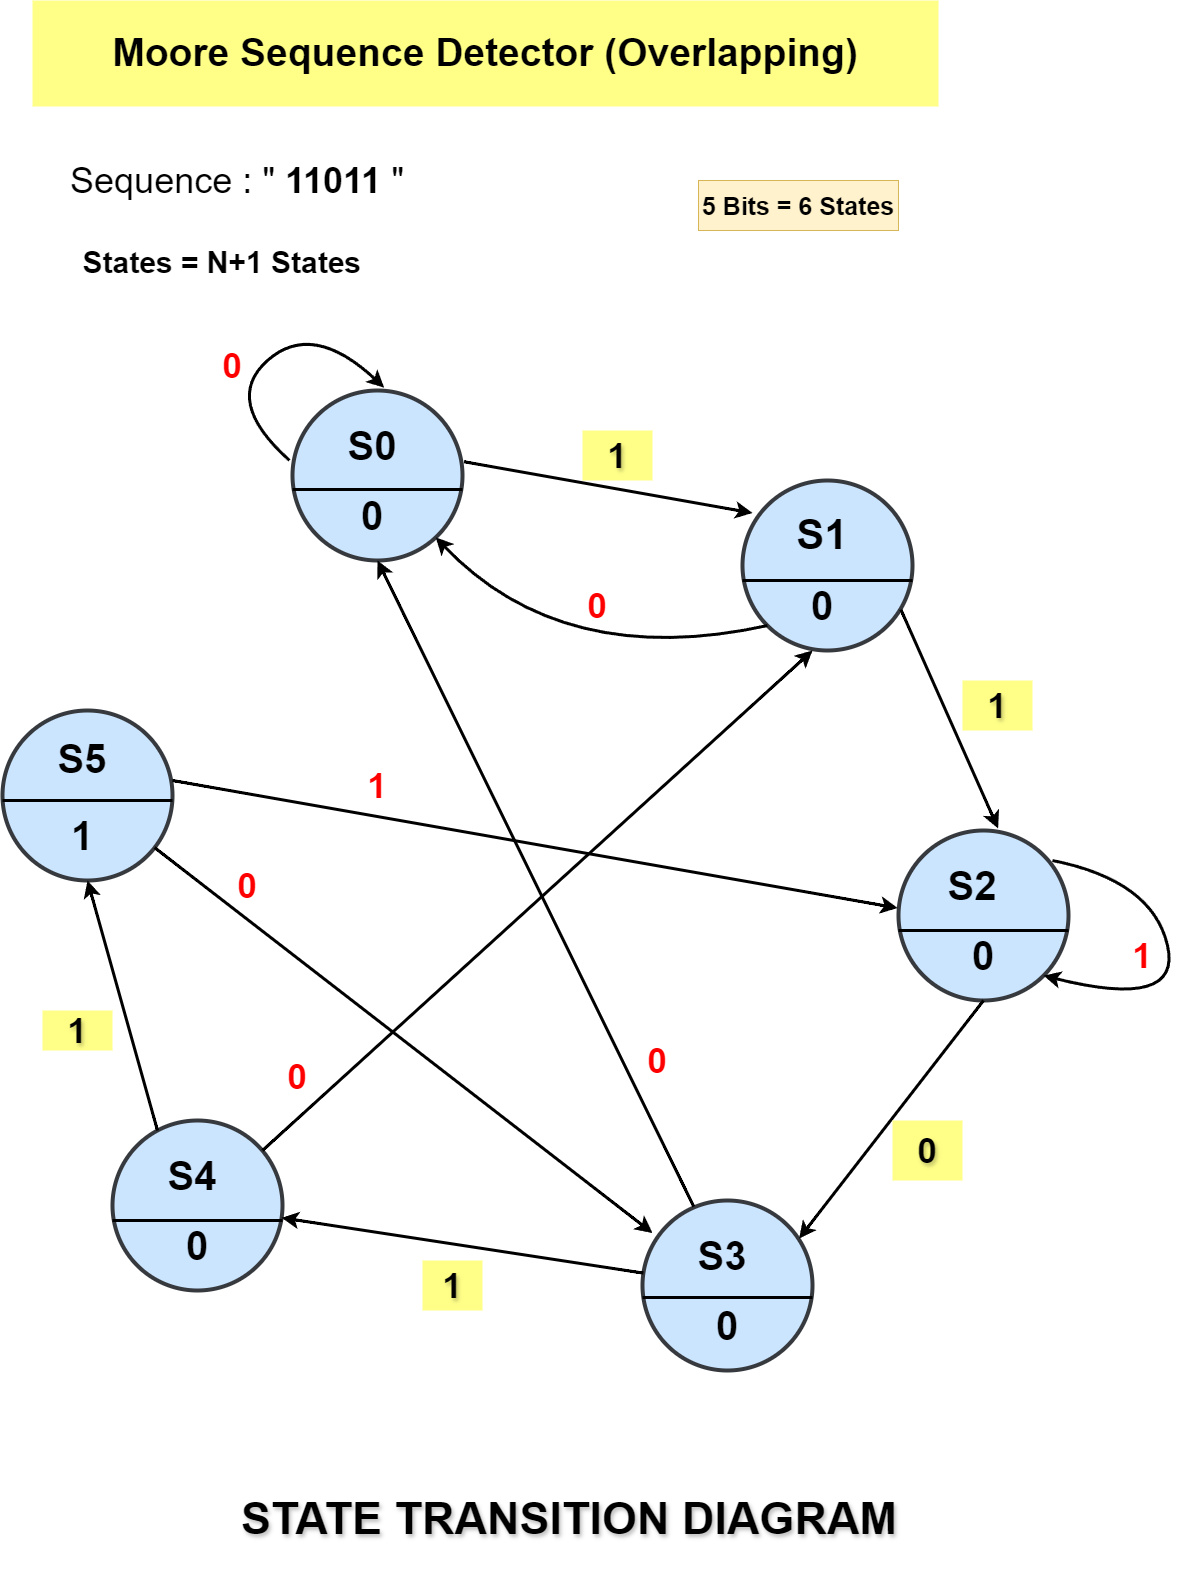 Moore Sequence Detector (Overlapping)
Sequence : " 11011 "
5 Bits = 6 States
States = N+1 States
0
S0
0
1
S1
0
0
1
S5
1
1
S2
0
1
0
1
0
0
0
S4
0
1
S3
0
STATE TRANSITION DIAGRAM